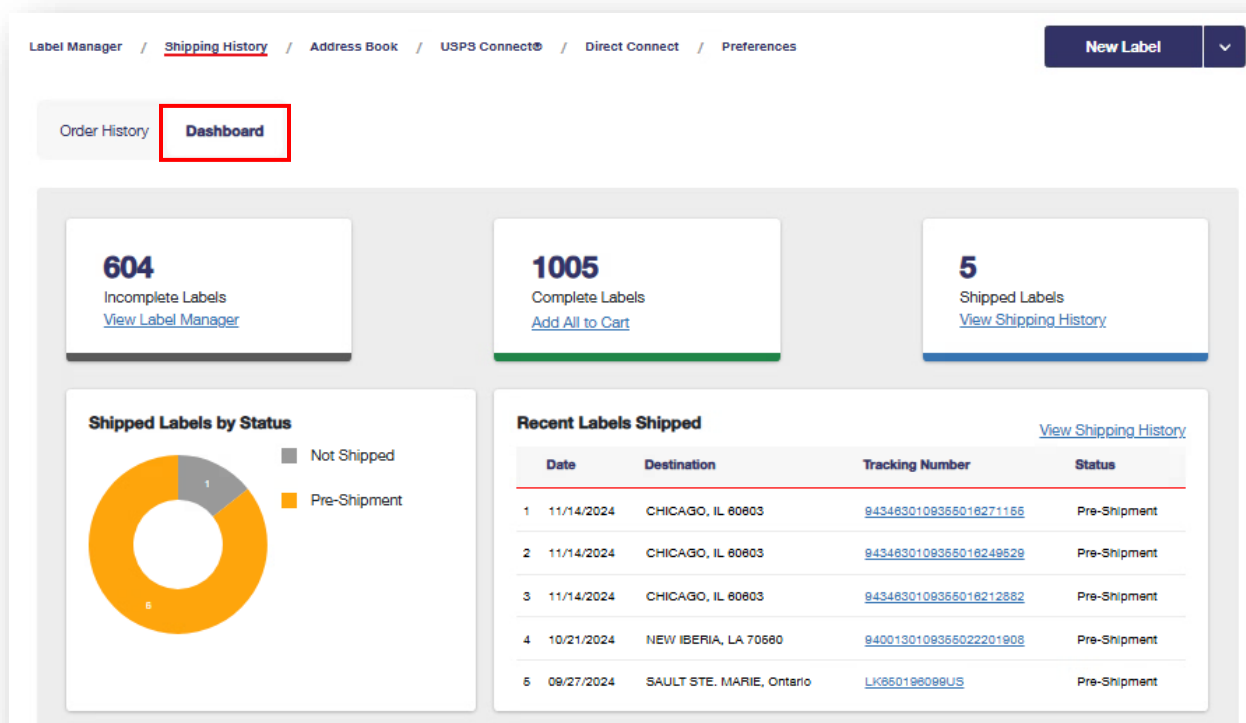 Label Manager / Shipping History / Address Book / USPS Connect® / Direct Connect / Preferences
New Label
Order History
Dashboard
604
Incomplete Labels
View Label Manager
1005
Complete Labels
Add All to Cart
5
Shipped Labels
View Shipping History
Shipped Labels by Status
Not Shipped
Pre-Shipment
1
6
Recent Labels Shipped
View Shipping History
Date Destination Tracking Number Status
1 11/14/2024 CHICAGO, IL 60603 9434630109355016271155 Pre-Shipment
2 11/14/2024 CHICAGO, IL 60603 9434630109355016249529 Pre-Shipment
3 11/14/2024 CHICAGO, IL 60603 9434630109355016212882 Pre-Shipment
4 10/21/2024 NEW IBERIA, LA 70560 9400130109355022201908 Pre-Shipment
5 09/27/2024 SAULT STE. MARIE, Ontario LK650196099US Pre-Shipment